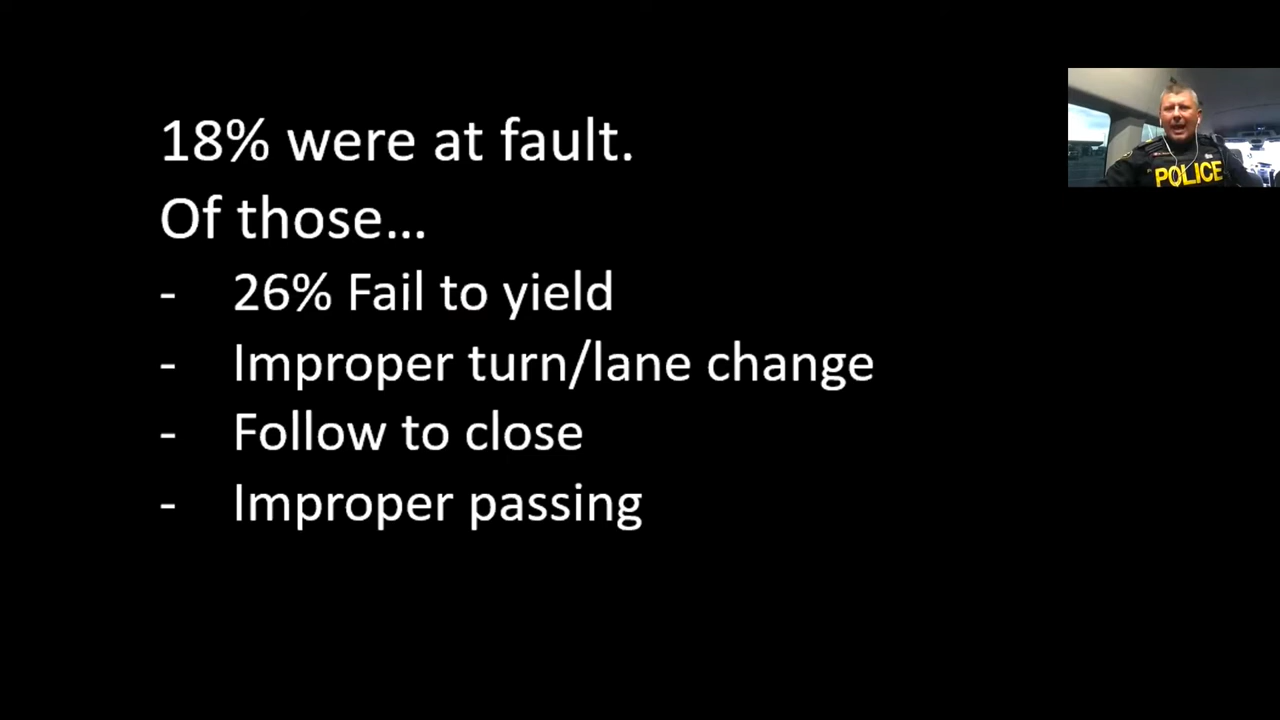 18% were at fault.
Of those...
- 26% Fail to yield
- Improper turn/lane change
- Follow to close
- Improper passing
POLICE